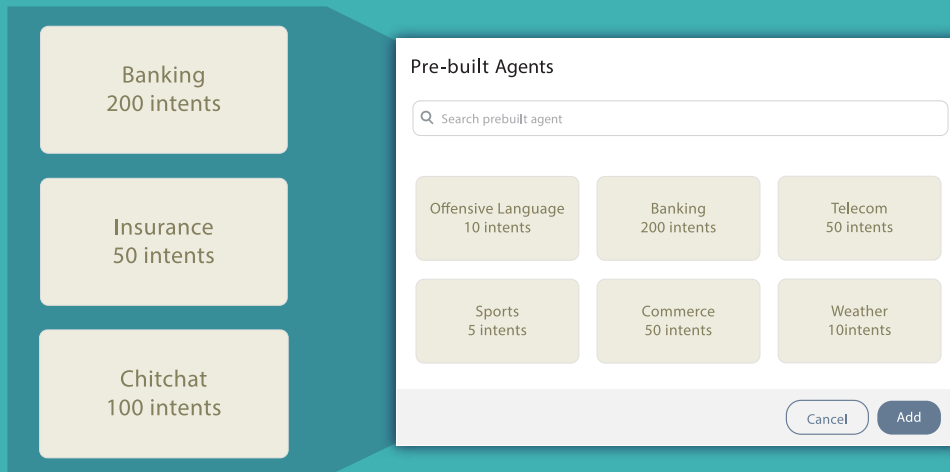 Banking
200 intents
Insurance
50 intents
Chitchat
100 intents
Pre-built Agents
Search prebuilt agent
Offensive Language
10 intents
Banking
200 intents
Telecom
50 intents
Sports
5 intents
Commerce
50 intents
Weather
10intents
Cancel
Add